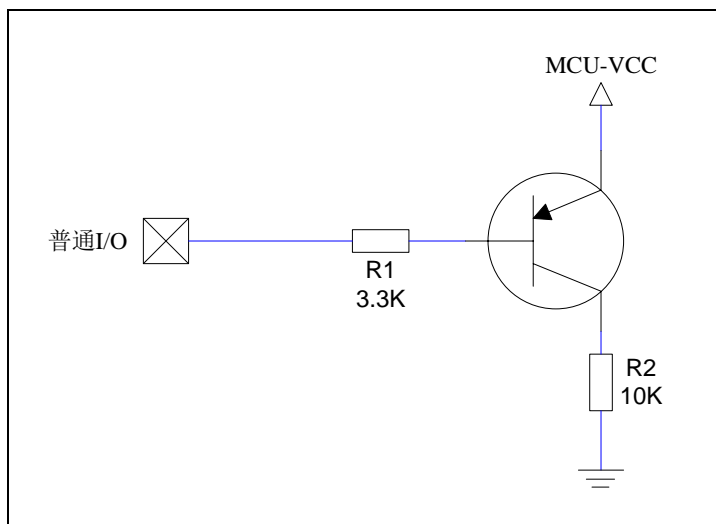 MCU-VCC
普通I/O
R1
3.3K
R2
10K